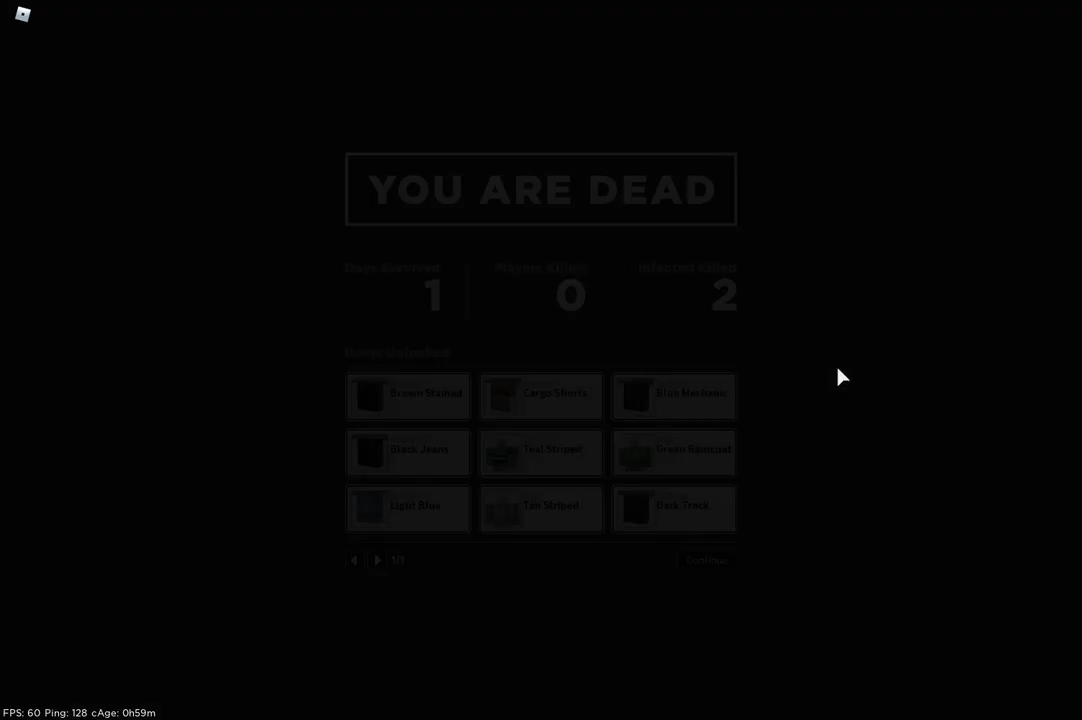 YOU ARE DEAD
Days Survived
Players Killed
Infected Killed
1
0
2
Brown Stained
Cargo Shorts
Blue Mechanic
Black Jeans
Teal Striped
Green Raincoat
Light Blue
Tan Striped
Dark Track
1/1
Continue
FPS: 60 Ping: 128 cAge: 0h59m